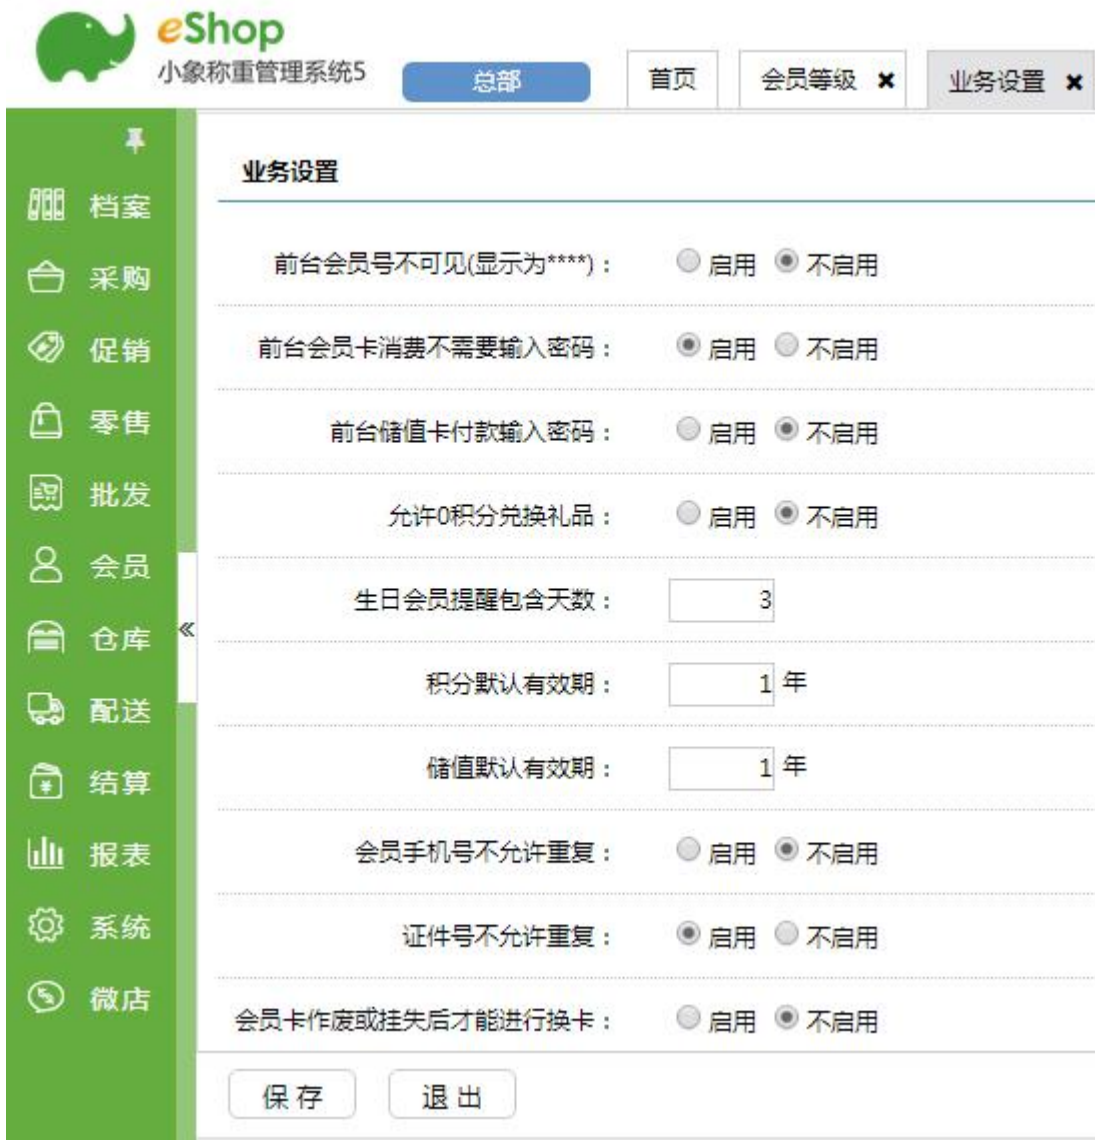 eShop
小象称重管理系统5
总部
首页
会员等级 ✖
业务设置 ✖
档案
采购
促销
零售
批发
会员
仓库
配送
结算
报表
系统
微店
«
业务设置
前台会员号不可见(显示为****)： 启用 不启用
前台会员卡消费不需要输入密码： 启用 不启用
前台储值卡付款输入密码： 启用 不启用
允许0积分兑换礼品： 启用 不启用
生日会员提醒包含天数： 3
积分默认有效期： 1 年
储值默认有效期： 1 年
会员手机号不允许重复： 启用 不启用
证件号不允许重复： 启用 不启用
会员卡作废或挂失后才能进行换卡： 启用 不启用
保存 退出